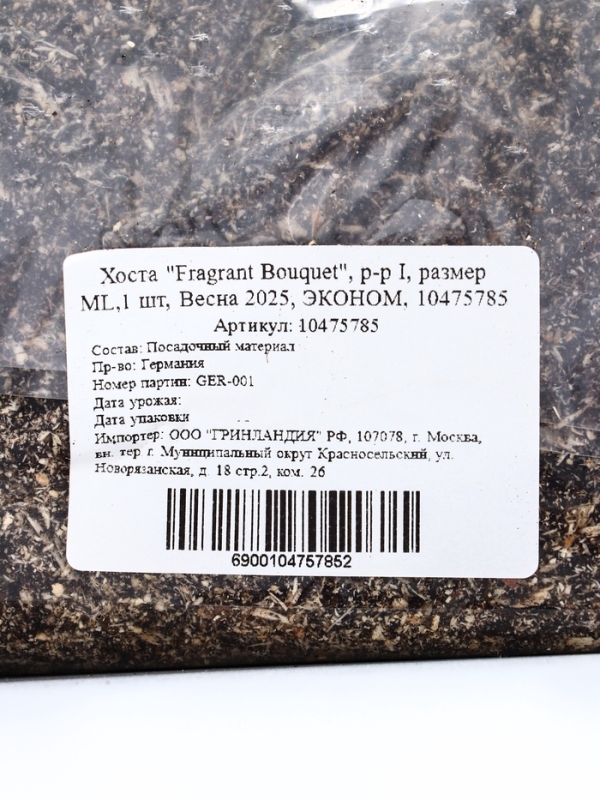 Хоста "Fragrant Bouquet", р-р I, размер
ML,1 шт, Весна 2025, ЭКОНОМ, 10475785
Артикул: 10475785
Состав: Посадочный материал
Пр-во: Германия
Номер партии: GER-001
Дата урожая:
Дата упаковки
Импортер: ООО "ГРИНЛАНДИЯ" РФ, 107078, г. Москва,
вн. тер г. Муниципальный округ Красносельский, ул.
Новорязанская, д. 18 стр.2, ком. 26
6900104757852